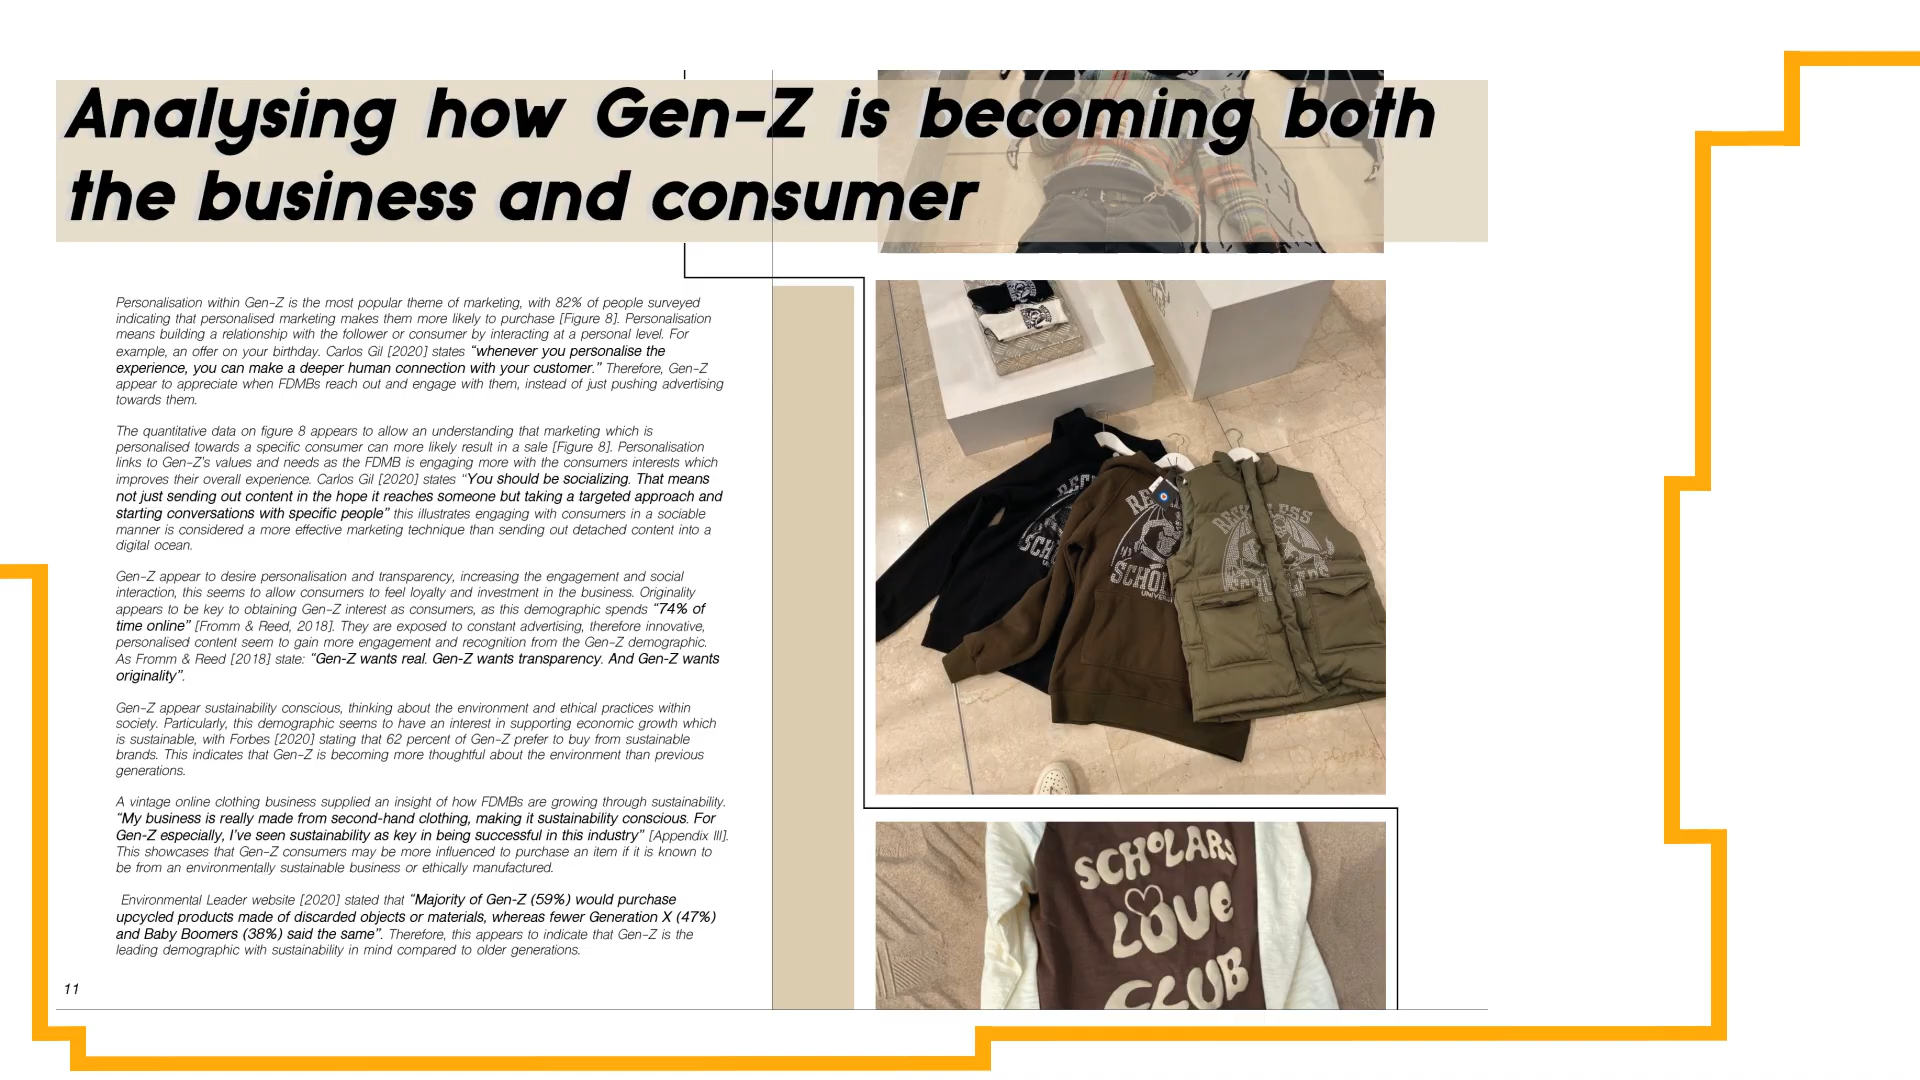 Analysing how Gen-Z is becoming both
the business and consumer
Personalisation within Gen-Z is the most popular theme of marketing, with 82% of people surveyed
indicating that personalised marketing makes them more likely to purchase [Figure 8]. Personalisation
means building a relationship with the follower or consumer by interacting at a personal level. For
example, an offer on your birthday. Carlos Gil [2020] states “whenever you personalise the
experience, you can make a deeper human connection with your customer.” Therefore, Gen-Z
appear to appreciate when FDMBs reach out and engage with them, instead of just pushing advertising
towards them.
The quantitative data on figure 8 appears to allow an understanding that marketing which is
personalised towards a specific consumer can more likely result in a sale [Figure 8]. Personalisation
links to Gen-Z's values and needs as the FDMB is engaging more with the consumers interests which
improves their overall experience. Carlos Gil [2020] states “You should be socializing. That means
not just sending out content in the hope it reaches someone but taking a targeted approach and
starting conversations with specific people” this illustrates engaging with consumers in a sociable
manner is considered a more effective marketing technique than sending out detached content into a
digital ocean.
Gen-Z appear to desire personalisation and transparency, increasing the engagement and social
interaction, this seems to allow consumers to feel loyalty and investment in the business. Originality
appears to be key to obtaining Gen-Z interest as consumers, as this demographic spends “74% of
time online” [Fromm & Reed, 2018]. They are exposed to constant advertising, therefore innovative,
personalised content seem to gain more engagement and recognition from the Gen-Z demographic.
As Fromm & Reed [2018] state: “Gen-Z wants real. Gen-Z wants transparency. And Gen-Z wants
originality”.
Gen-Z appear sustainability conscious, thinking about the environment and ethical practices within
society. Particularly, this demographic seems to have an interest in supporting economic growth which
is sustainable, with Forbes [2020] stating that 62 percent of Gen-Z prefer to buy from sustainable
brands. This indicates that Gen-Z is becoming more thoughtful about the environment than previous
generations.
A vintage online clothing business supplied an insight of how FDMBs are growing through sustainability.
“My business is really made from second-hand clothing, making it sustainability conscious. For
Gen-Z especially, I've seen sustainability as key in being successful in this industry” [Appendix III].
This showcases that Gen-Z consumers may be more influenced to purchase an item if it is known to
be from an environmentally sustainable business or ethically manufactured.
Environmental Leader website [2020] stated that “Majority of Gen-Z (59%) would purchase
upcycled products made of discarded objects or materials, whereas fewer Generation X (47%)
and Baby Boomers (38%) said the same”. Therefore, this appears to indicate that Gen-Z is the
leading demographic with sustainability in mind compared to older generations.
11
RECKLESS
SCHOLARS
SCHOLARS
LOVE
CLUB